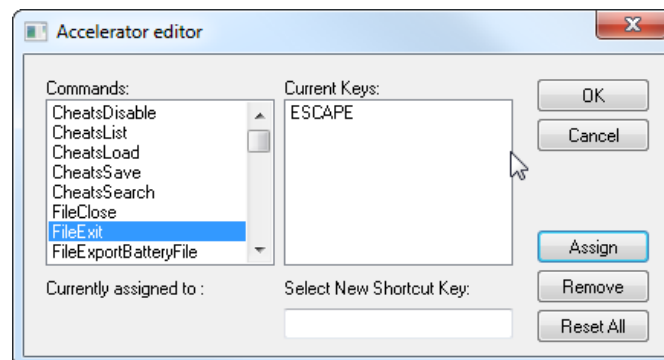 Accelerator editor
Commands:
CheatsDisable
CheatsList
CheatsLoad
CheatsSave
CheatsSearch
FileClose
FileExit
FileExportBatteryFile
Currently assigned to :
Current Keys:
ESCAPE
Select New Shortcut Key:
OK
Cancel
Assign
Remove
Reset All